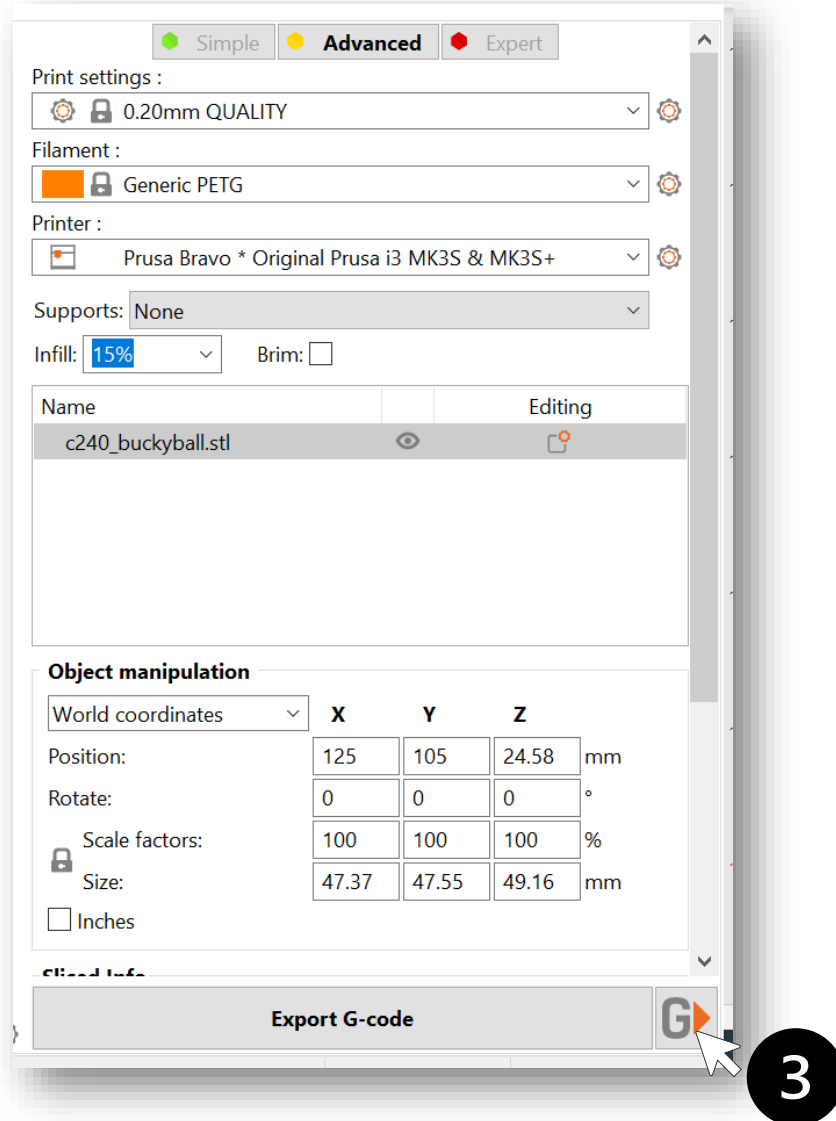 Simple Advanced Expert
Print settings :
0.20mm QUALITY
Filament :
Generic PETG
Printer :
Prusa Bravo * Original Prusa i3 MK3S & MK3S+
Supports: None
Infill: 15% Brim:
Name Editing
c240_buckyball.stl
Object manipulation
World coordinates X Y Z
Position: 125 105 24.58 mm
Rotate: 0 0 0 °
Scale factors: 100 100 100 %
Size: 47.37 47.55 49.16 mm
Inches
Sliced Info
Export G-code G
3